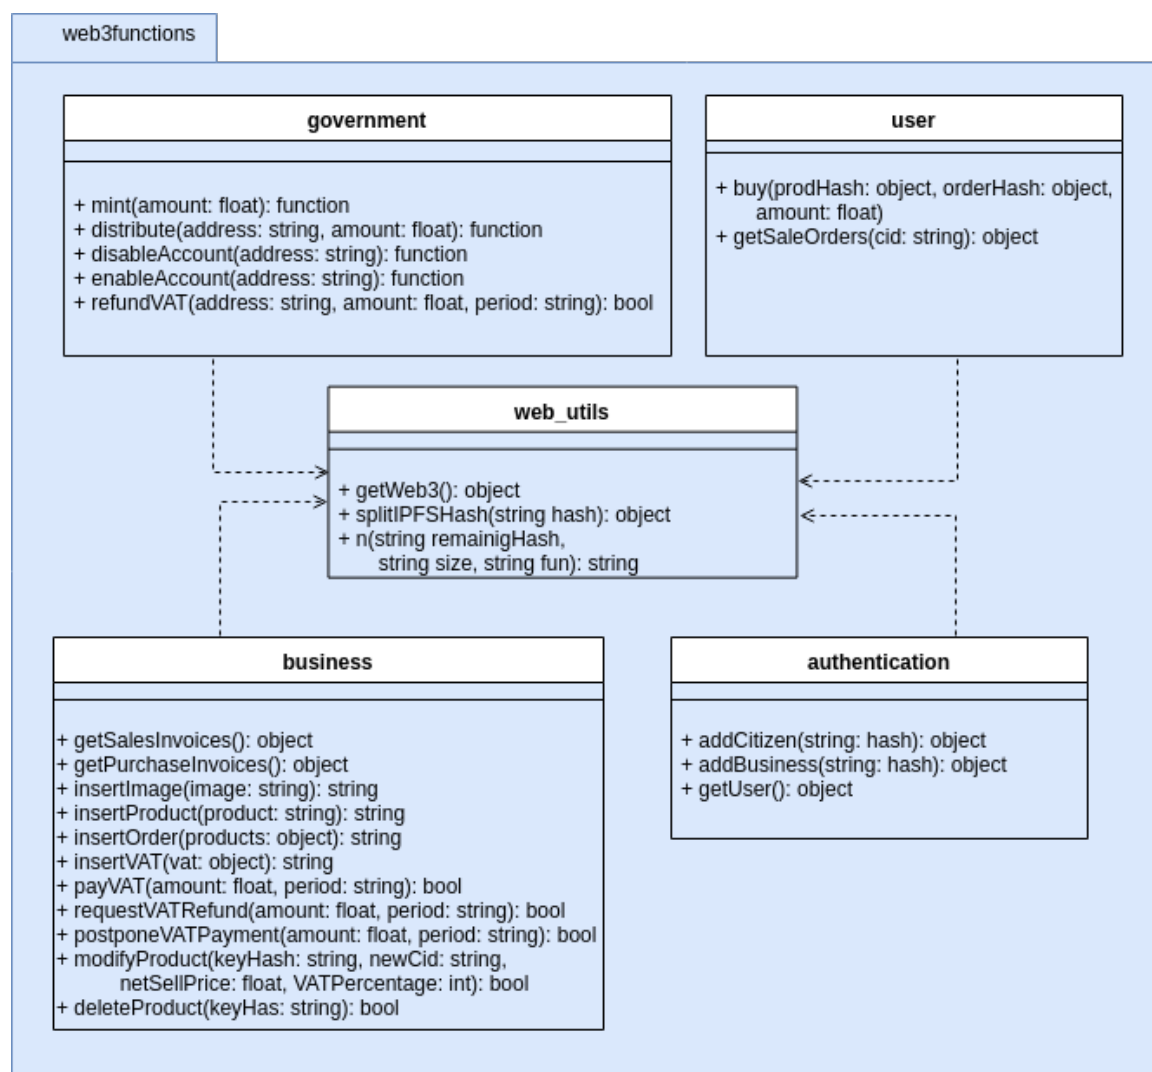 web3functions
government
+ mint(amount: float): function
+ distribute(address: string, amount: float): function
+ disableAccount(address: string): function
+ enableAccount(address: string): function
+ refundVAT(address: string, amount: float, period: string): bool
user
+ buy(prodHash: object, orderHash: object,
amount: float)
+ getSaleOrders(cid: string): object
web_utils
+ getWeb3(): object
+ splitIPFSHash(string hash): object
+ n(string remainigHash,
string size, string fun): string
business
+ getSalesInvoices(): object
+ getPurchaseInvoices(): object
+ insertImage(image: string): string
+ insertProduct(product: string): string
+ insertOrder(products: object): string
+ insertVAT(vat: object): string
+ payVAT(amount: float, period: string): bool
+ requestVATRefund(amount: float, period: string): bool
+ postponeVATPayment(amount: float, period: string): bool
+ modifyProduct(keyHash: string, newCid: string,
netSellPrice: float, VATPercentage: int): bool
+ deleteProduct(keyHas: string): bool
authentication
+ addCitizen(string: hash): object
+ addBusiness(string: hash): object
+ getUser(): object